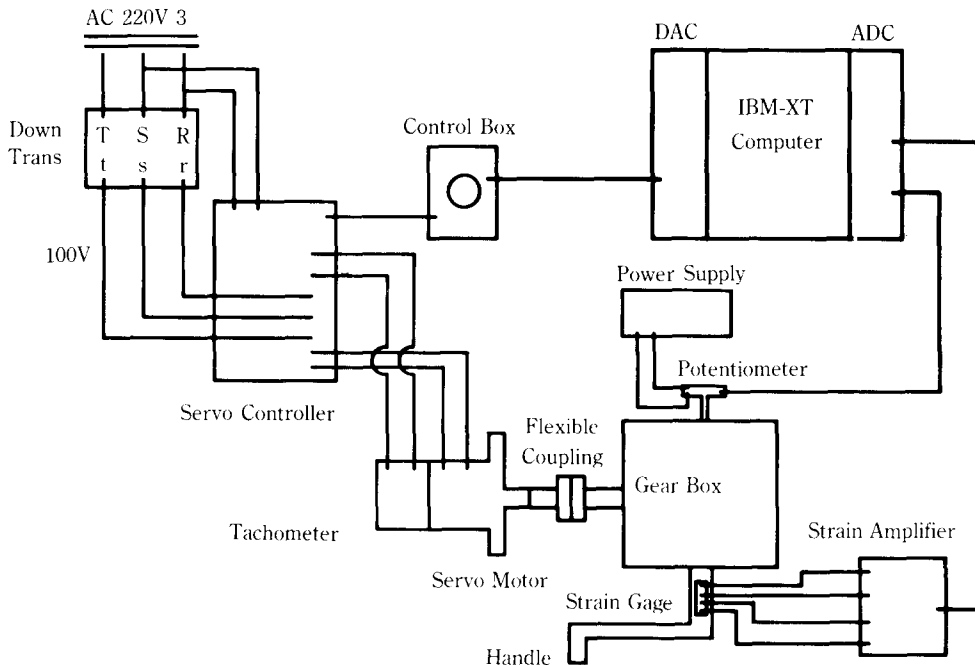 AC 220V 3
DAC
ADC
Down
Trans
T S R
t s r
Control Box
IBM-XT
Computer
100V
Power Supply
Servo Controller
Potentiometer
Flexible
Coupling
Gear Box
Tachometer
Servo Motor
Strain Amplifier
Strain Gage
Handle